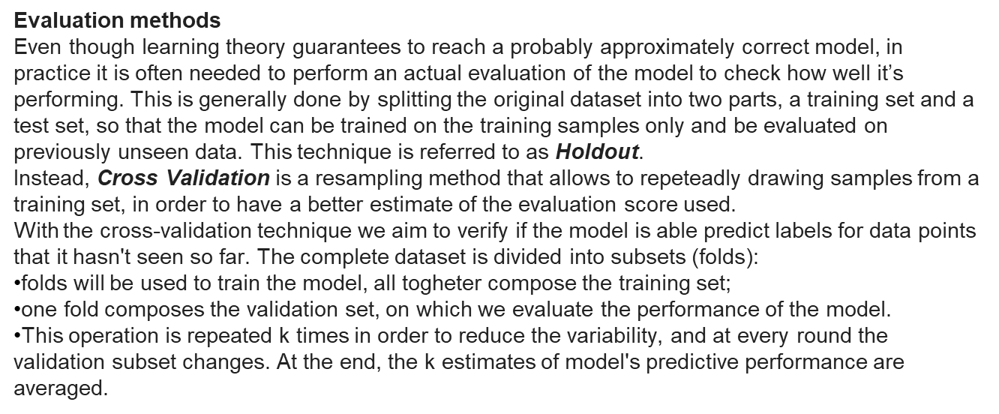 Evaluation methods
Even though learning theory guarantees to reach a probably approximately correct model, in
practice it is often needed to perform an actual evaluation of the model to check how well it’s
performing. This is generally done by splitting the original dataset into two parts, a training set and a
test set, so that the model can be trained on the training samples only and be evaluated on
previously unseen data. This technique is referred to as Holdout.
Instead, Cross Validation is a resampling method that allows to repeteadly drawing samples from a
training set, in order to have a better estimate of the evaluation score used.
With the cross-validation technique we aim to verify if the model is able predict labels for data points
that it hasn't seen so far. The complete dataset is divided into subsets (folds):
•folds will be used to train the model, all togheter compose the training set;
•one fold composes the validation set, on which we evaluate the performance of the model.
•This operation is repeated k times in order to reduce the variability, and at every round the
validation subset changes. At the end, the k estimates of model's predictive performance are
averaged.